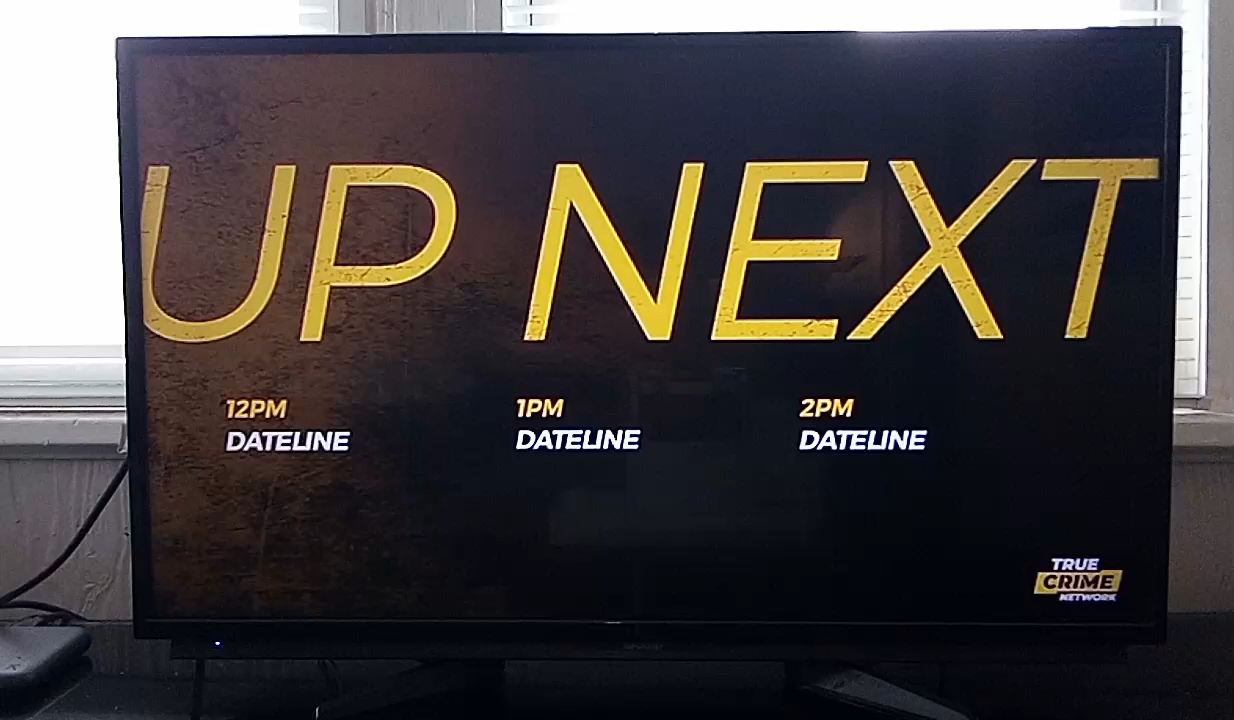 UP NEXT
12PM
DATELINE
1PM
DATELINE
2PM
DATELINE
TRUE
CRIME
NETWORK